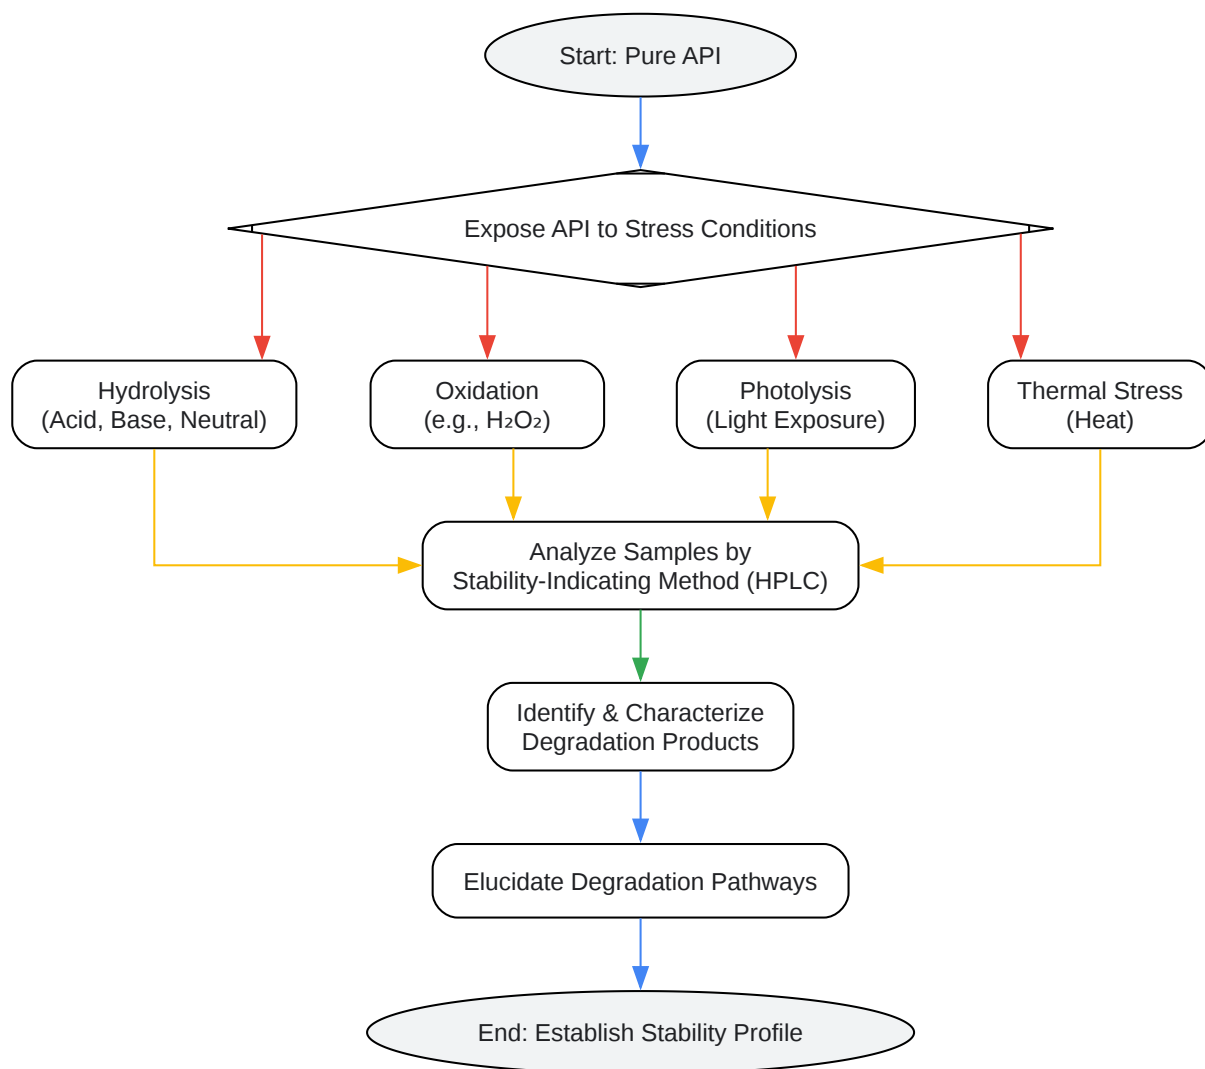 Start: Pure API
Expose API to Stress Conditions
Hydrolysis
(Acid, Base, Neutral)
Oxidation
(e.g., H₂O₂)
Photolysis
(Light Exposure)
Thermal Stress
(Heat)
Analyze Samples by
Stability-Indicating Method (HPLC)
Identify & Characterize
Degradation Products
Elucidate Degradation Pathways
End: Establish Stability Profile